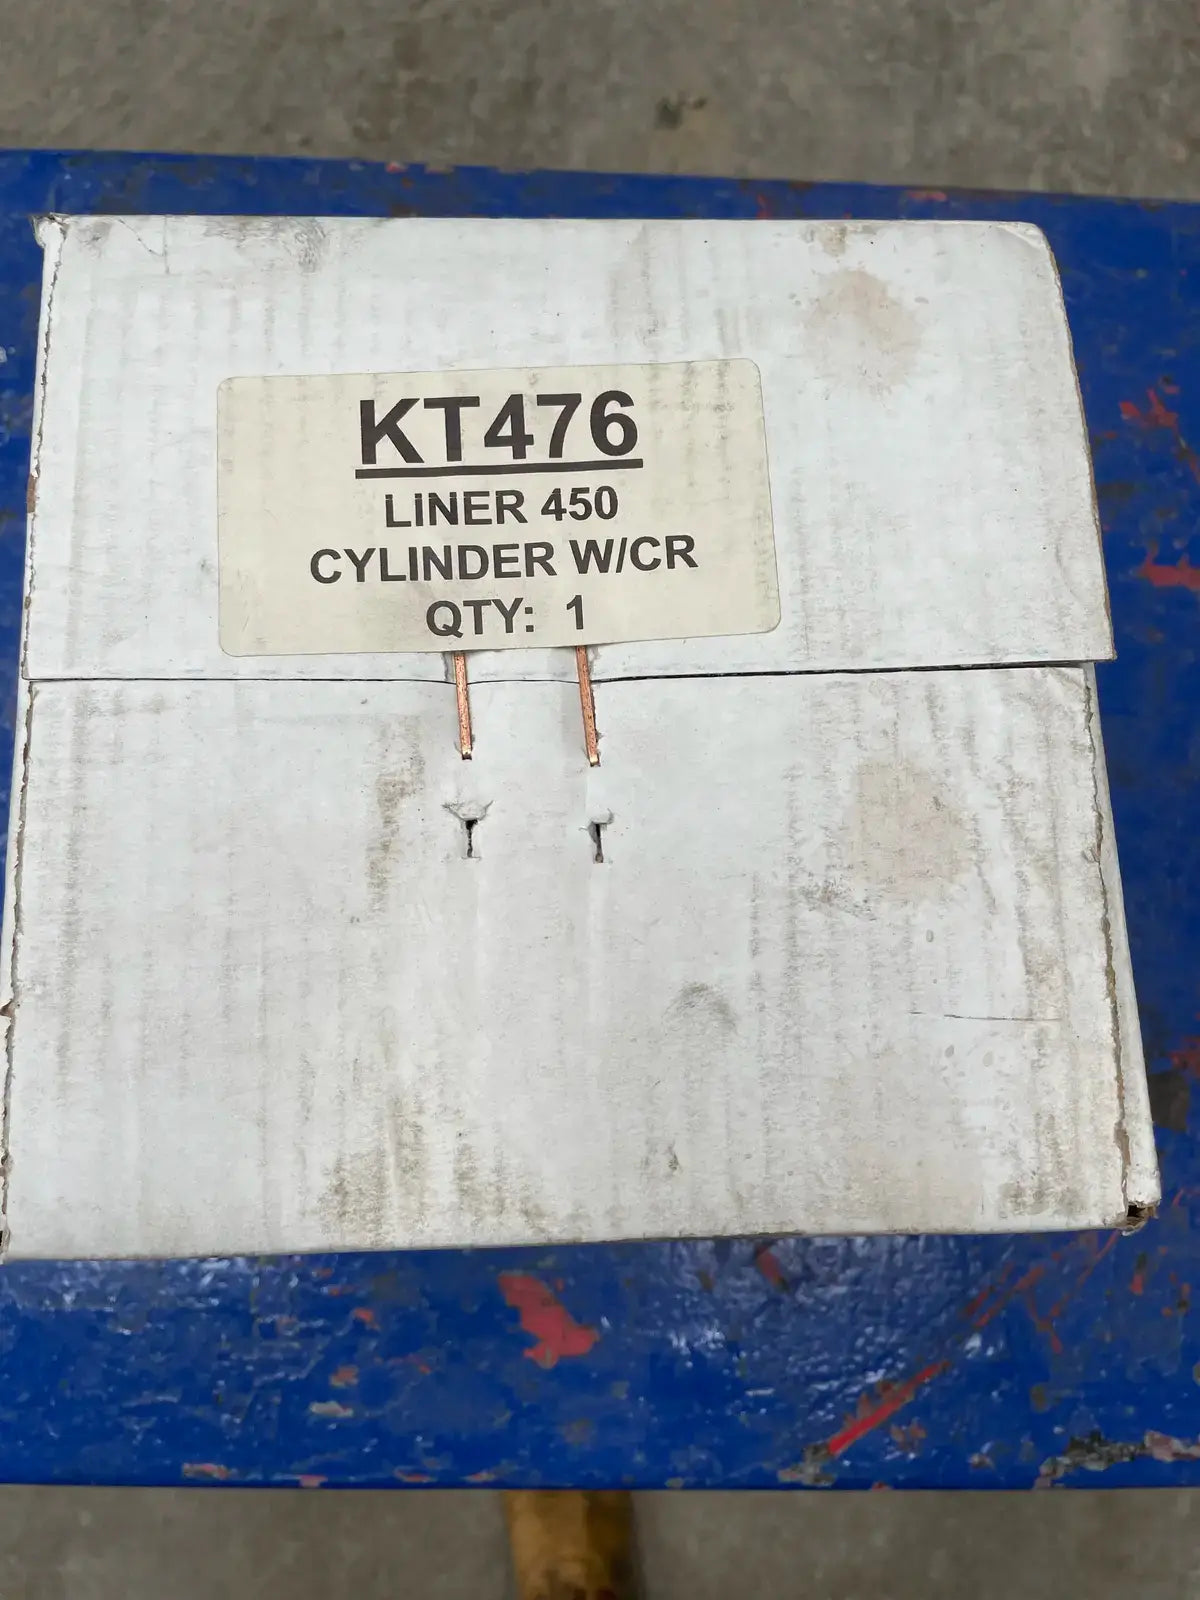 KT476
LINER 450
CYLINDER W/CR
QTY: 1